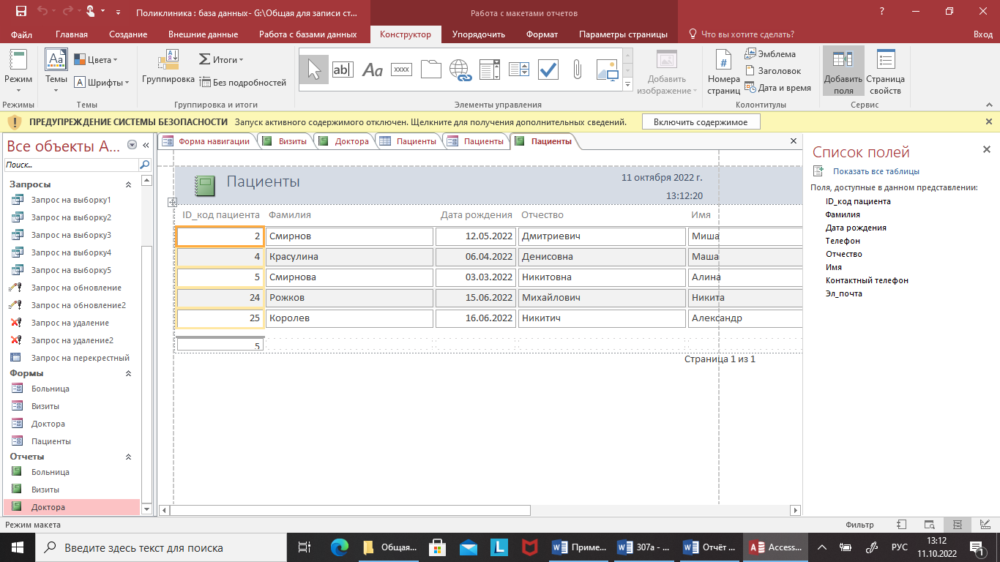 Поликлиника : база данных- G:\Общая для записи ст...
Работа с макетами отчетов
?
Файл
Главная
Создание
Внешние данные
Работа с базами данных
Конструктор
Упорядочить
Формат
Параметры страницы
Что вы хотите сделать?
Вход
Режим
Режимы
Aa
Темы
Цвета
A
Шрифты
Темы
Группировка
Итоги
Без подробностей
Группировка и итоги
ab
Aa
xxxx
Элементы управления
Добавить
изображение
#
Номера
страниц
Эмблема
Заголовок
Дата и время
Колонтитулы
Добавить
поля
Страница
свойств
Сервис
ПРЕДУПРЕЖДЕНИЕ СИСТЕМЫ БЕЗОПАСНОСТИ Запуск активного содержимого отключен. Щелкните для получения дополнительных сведений. Включить содержимое
Все объекты A...
Поиск...
Запросы
Запрос на выборку1
Запрос на выборку2
Запрос на выборку3
Запрос на выборку4
Запрос на выборку5
Запрос на обновление
Запрос на обновление2
Запрос на удаление
Запрос на удаление2
Запрос на перекрестный
Формы
Больница
Визиты
Доктора
Пациенты
Отчеты
Больница
Визиты
Доктора
Форма навигации Визиты Доктора Пациенты Пациенты Пациенты
Пациенты
11 октября 2022 г.
13:12:20
ID_код пациента Фамилия Дата рождения Отчество Имя
2 Смирнов 12.05.2022 Дмитриевич Миша
4 Красулина 06.04.2022 Денисовна Маша
5 Смирнова 03.03.2022 Никитовна Алина
24 Рожков 15.06.2022 Михайлович Никита
25 Королев 16.06.2022 Никитич Александр
5
Страница 1 из 1
Список полей
Показать все таблицы
Поля, доступные в данном представлении:
ID_код пациента
Фамилия
Дата рождения
Телефон
Отчество
Имя
Контактный телефон
Эл_почта
Режим макета
Фильтр
Введите здесь текст для поиска
Общая...
L
Приме...
307а - ...
Отчёт ...
Access...
РУС
13:12
11.10.2022
1